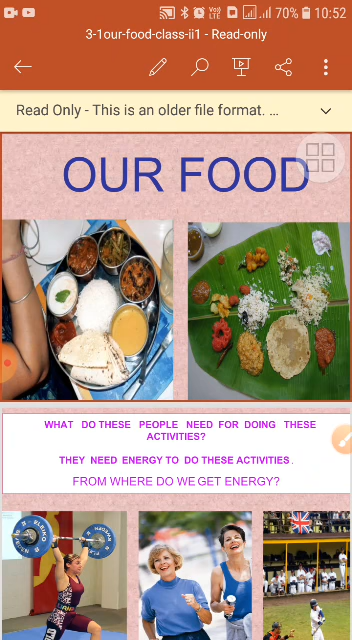 70% 10:52
3-1our-food-class-ii1 - Read-only
Read Only - This is an older file format. ...
OUR FOOD
WHAT DO THESE PEOPLE NEED FOR DOING THESE
ACTIVITIES?
THEY NEED ENERGY TO DO THESE ACTIVITIES.
FROM WHERE DO WE GET ENERGY?
ELEIKO